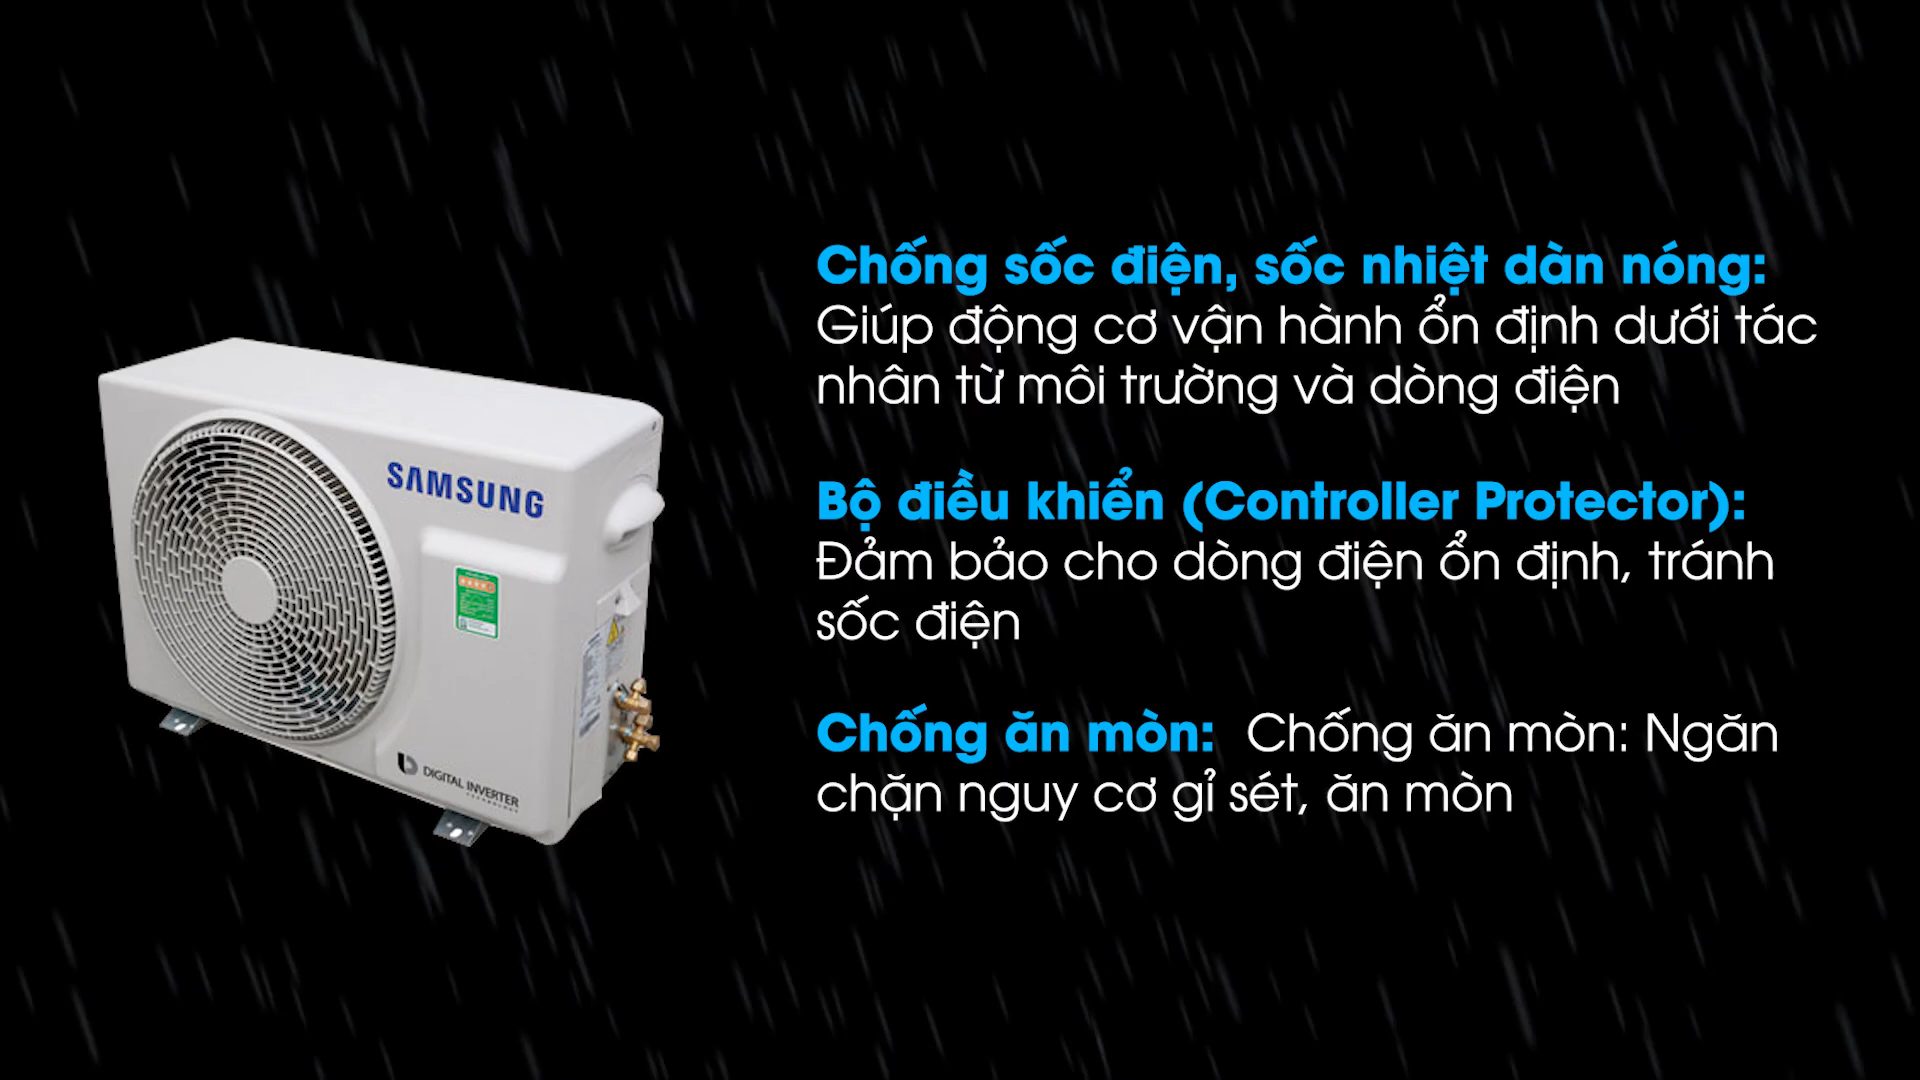 Chống sốc điện, sốc nhiệt dàn nóng:
Giúp động cơ vận hành ổn định dưới tác
nhân từ môi trường và dòng điện
Bộ điều khiển (Controller Protector):
Đảm bảo cho dòng điện ổn định, tránh
sốc điện
Chống ăn mòn: Chống ăn mòn: Ngăn
chặn nguy cơ gỉ sét, ăn mòn
SAMSUNG
DIGITAL INVERTER
TECHNOLOGY